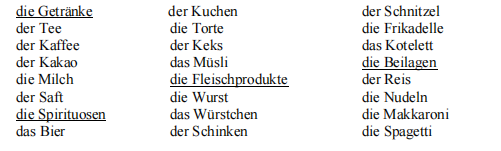 die Getränke
der Tee
der Kaffee
der Kakao
die Milch
der Saft
die Spirituosen
das Bier
der Kuchen
die Torte
der Keks
das Müsli
die Fleischprodukte
die Wurst
das Würstchen
der Schinken
der Schnitzel
die Frikadelle
das Kotelett
die Beilagen
der Reis
die Nudeln
die Makkaroni
die Spagetti